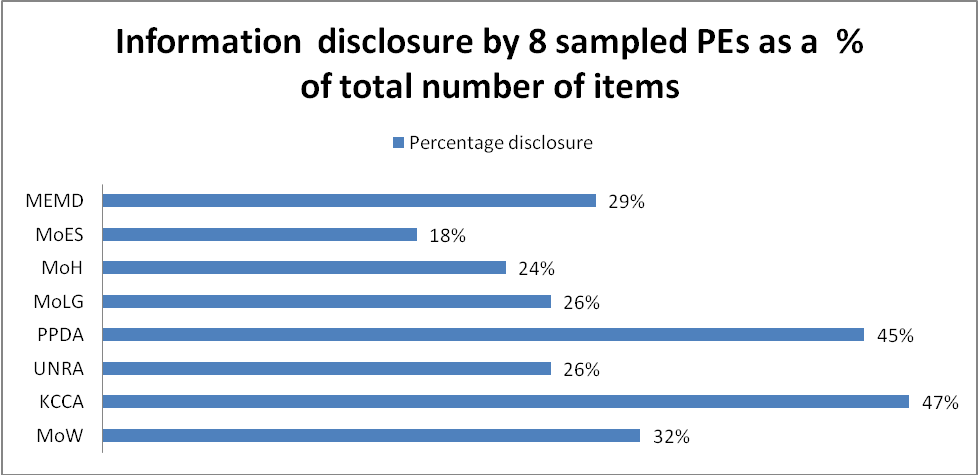 Information disclosure by 8 sampled PEs as a %
of total number of items
Percentage disclosure
MEMD 29%
MoES 18%
MoH 24%
MoLG 26%
PPDA 45%
UNRA 26%
KCCA 47%
MoW 32%